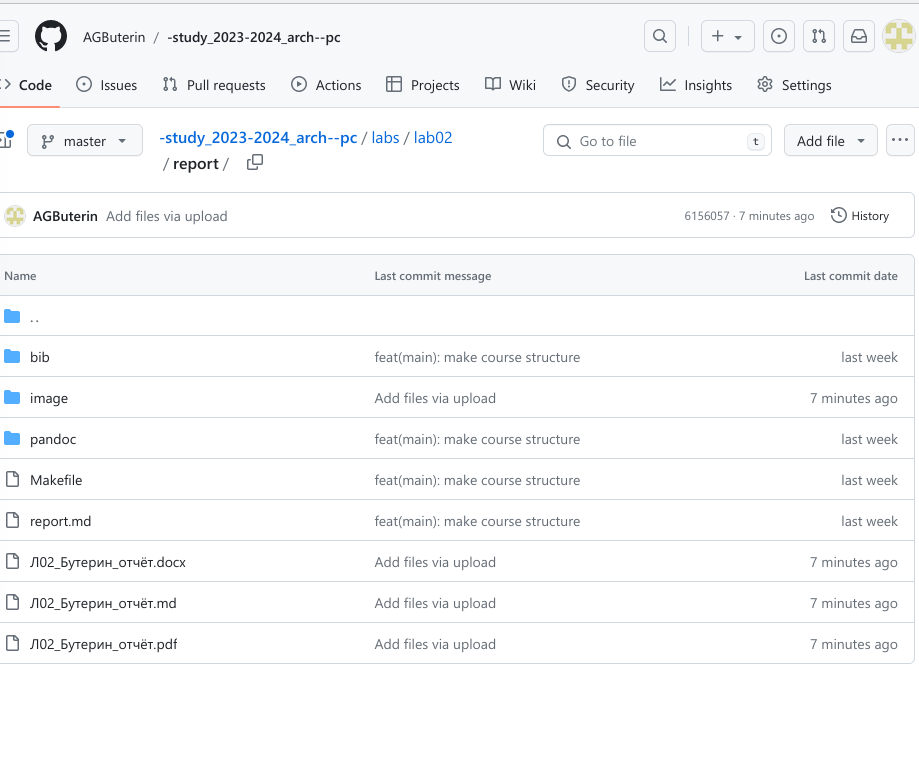 AGButerin / -study_2023-2024_arch--pc
Code Issues Pull requests Actions Projects Wiki Security Insights Settings
master -study_2023-2024_arch--pc / labs / lab02 Go to file t Add file
/ report /
AGButerin Add files via upload 6156057 · 7 minutes ago History
Name Last commit message Last commit date
..
bib feat(main): make course structure last week
image Add files via upload 7 minutes ago
pandoc feat(main): make course structure last week
Makefile feat(main): make course structure last week
report.md feat(main): make course structure last week
Л02_Бутерин_отчёт.docx Add files via upload 7 minutes ago
Л02_Бутерин_отчёт.md Add files via upload 7 minutes ago
Л02_Бутерин_отчёт.pdf Add files via upload 7 minutes ago